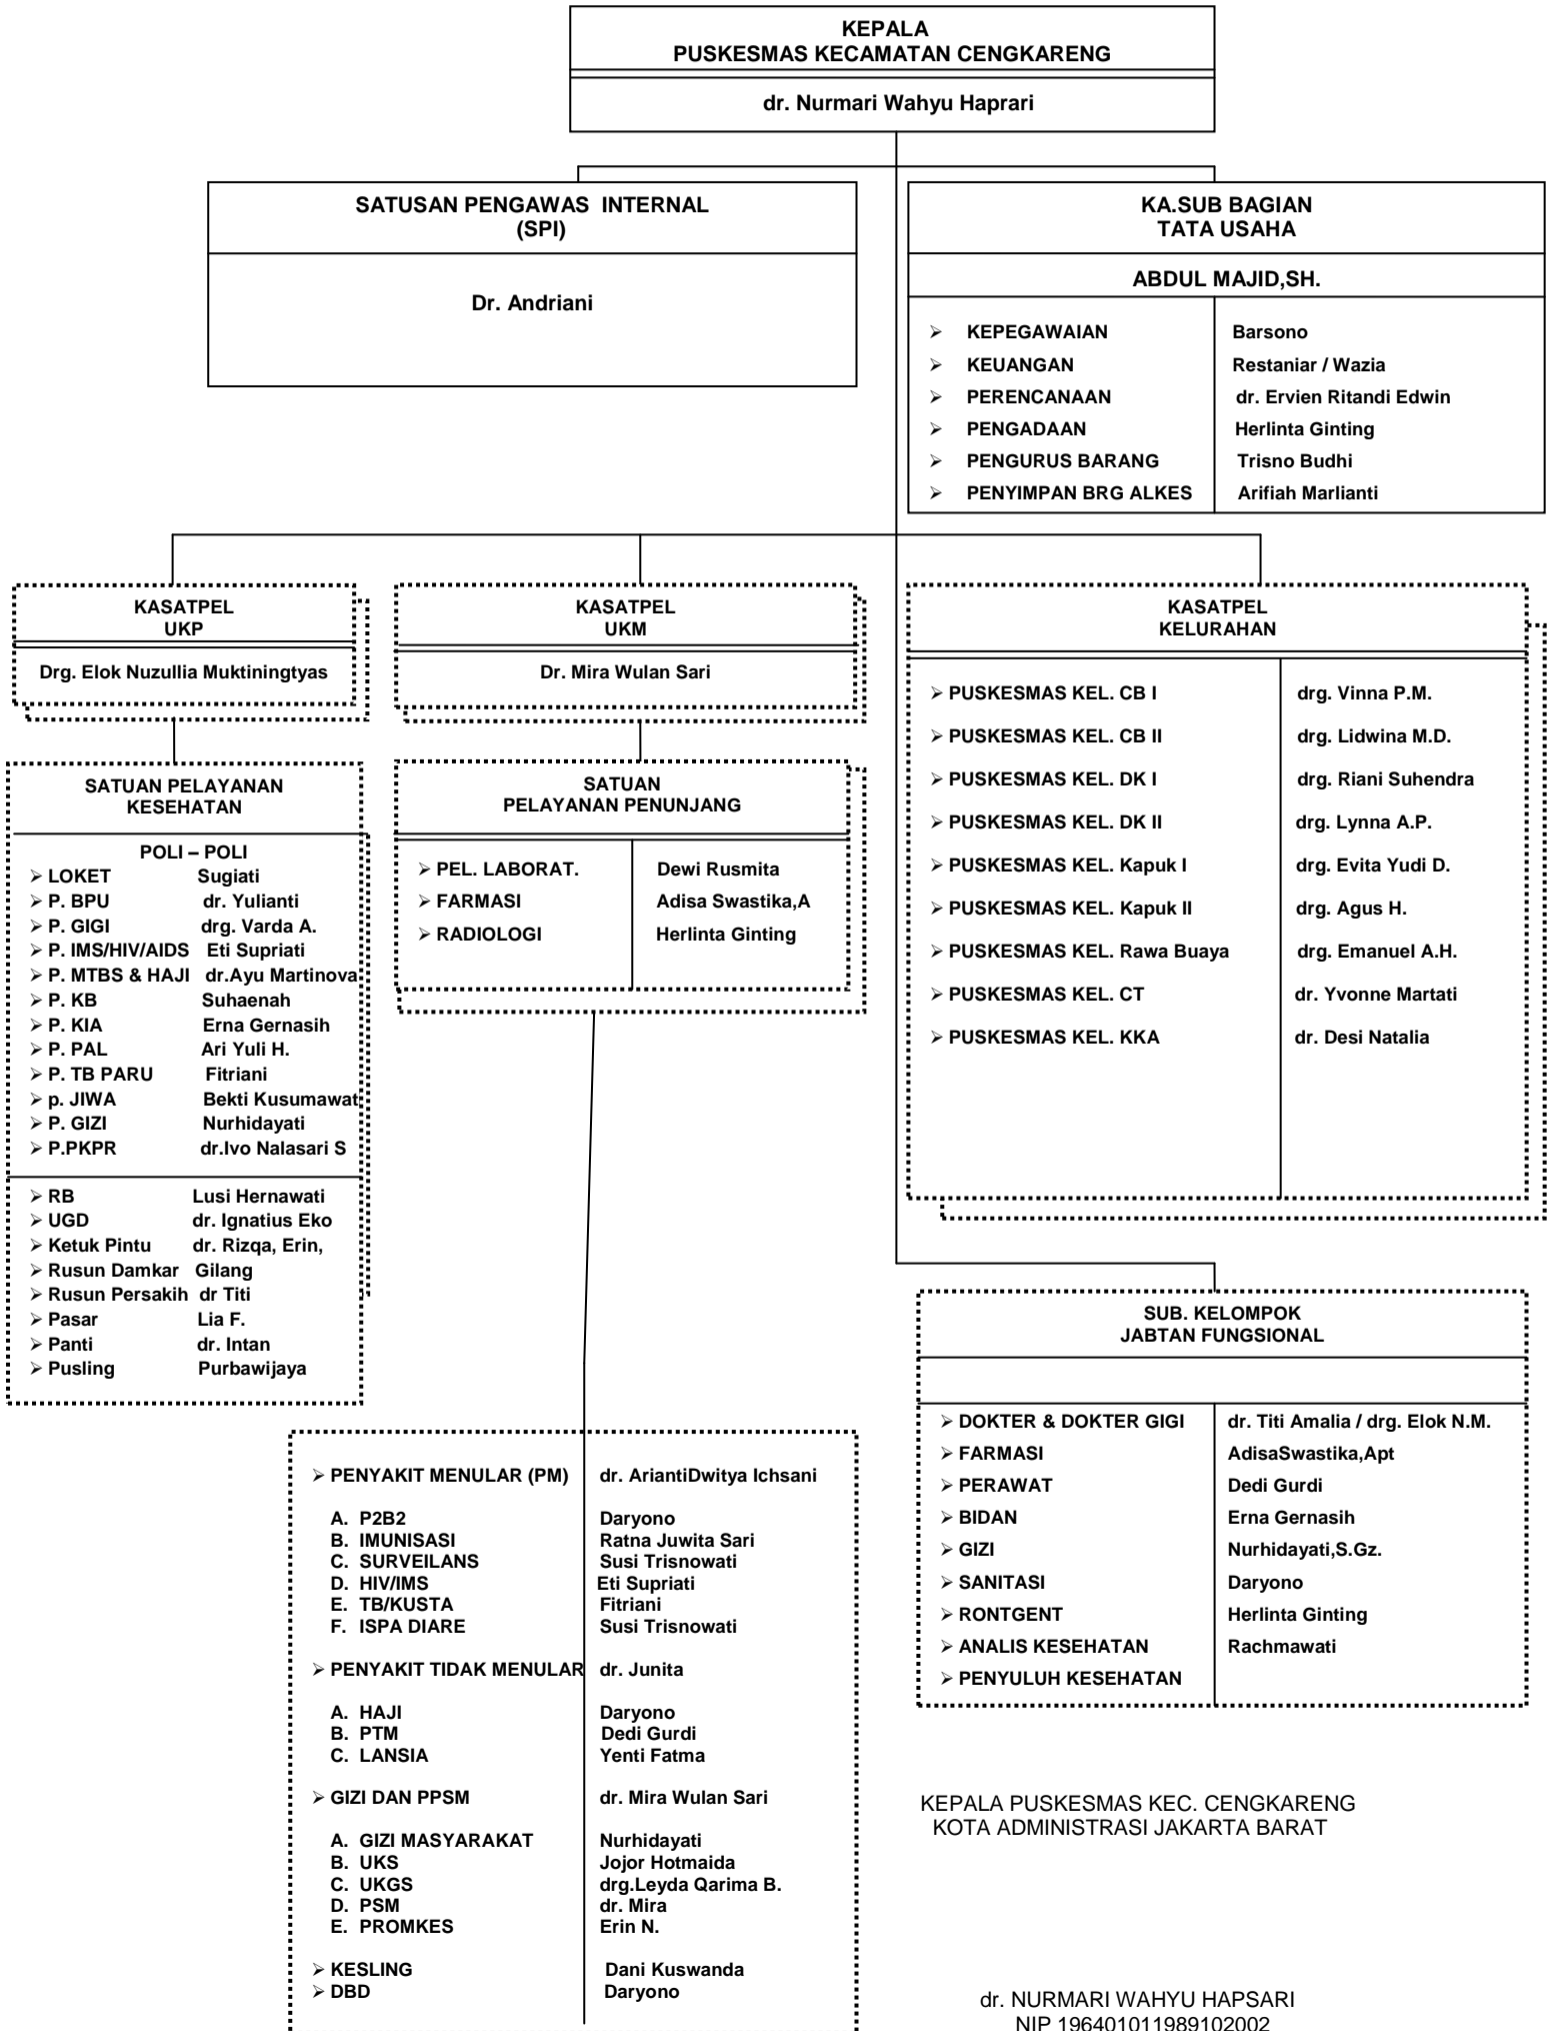 KEPALA
PUSKESMAS KECAMATAN CENGKARENG
dr. Nurmari Wahyu Haprari
SATUSAN PENGAWAS INTERNAL
(SPI)
Dr. Andriani
KA.SUB BAGIAN
TATA USAHA
ABDUL MAJID,SH.
➢ KEPEGAWAIAN Barsono
➢ KEUANGAN Restaniar / Wazia
➢ PERENCANAAN dr. Ervien Ritandi Edwin
➢ PENGADAAN Herlinta Ginting
➢ PENGURUS BARANG Trisno Budhi
➢ PENYIMPAN BRG ALKES Arifiah Marlianti
KASATPEL
UKP
Drg. Elok Nuzullia Muktiningtyas
KASATPEL
UKM
Dr. Mira Wulan Sari
KASATPEL
KELURAHAN
➢ PUSKESMAS KEL. CB I drg. Vinna P.M.
➢ PUSKESMAS KEL. CB II drg. Lidwina M.D.
➢ PUSKESMAS KEL. DK I drg. Riani Suhendra
➢ PUSKESMAS KEL. DK II drg. Lynna A.P.
➢ PUSKESMAS KEL. Kapuk I drg. Evita Yudi D.
➢ PUSKESMAS KEL. Kapuk II drg. Agus H.
➢ PUSKESMAS KEL. Rawa Buaya drg. Emanuel A.H.
➢ PUSKESMAS KEL. CT dr. Yvonne Martati
➢ PUSKESMAS KEL. KKA dr. Desi Natalia
SATUAN PELAYANAN
KESEHATAN
POLI – POLI
➢ LOKET Sugiati
➢ P. BPU dr. Yulianti
➢ P. GIGI drg. Varda A.
➢ P. IMS/HIV/AIDS Eti Supriati
➢ P. MTBS & HAJI dr.Ayu Martinova
➢ P. KB Suhaenah
➢ P. KIA Erna Gernasih
➢ P. PAL Ari Yuli H.
➢ P. TB PARU Fitriani
➢ p. JIWA Bekti Kusumawat
➢ P. GIZI Nurhidayati
➢ P.PKPR dr.Ivo Nalasari S
➢ RB Lusi Hernawati
➢ UGD dr. Ignatius Eko
➢ Ketuk Pintu dr. Rizqa, Erin,
➢ Rusun Damkar Gilang
➢ Rusun Persakih dr Titi
➢ Pasar Lia F.
➢ Panti dr. Intan
➢ Pusling Purbawijaya
SATUAN
PELAYANAN PENUNJANG
➢ PEL. LABORAT. Dewi Rusmita
➢ FARMASI Adisa Swastika,A
➢ RADIOLOGI Herlinta Ginting
SUB. KELOMPOK
JABTAN FUNGSIONAL
➢ DOKTER & DOKTER GIGI dr. Titi Amalia / drg. Elok N.M.
➢ FARMASI AdisaSwastika,Apt
➢ PERAWAT Dedi Gurdi
➢ BIDAN Erna Gernasih
➢ GIZI Nurhidayati,S.Gz.
➢ SANITASI Daryono
➢ RONTGENT Herlinta Ginting
➢ ANALIS KESEHATAN Rachmawati
➢ PENYULUH KESEHATAN
➢ PENYAKIT MENULAR (PM) dr. AriantiDwitya Ichsani
A. P2B2 Daryono
B. IMUNISASI Ratna Juwita Sari
C. SURVEILANS Susi Trisnowati
D. HIV/IMS Eti Supriati
E. TB/KUSTA Fitriani
F. ISPA DIARE Susi Trisnowati
➢ PENYAKIT TIDAK MENULAR dr. Junita
A. HAJI Daryono
B. PTM Dedi Gurdi
C. LANSIA Yenti Fatma
➢ GIZI DAN PPSM dr. Mira Wulan Sari
A. GIZI MASYARAKAT Nurhidayati
B. UKS Jojor Hotmaida
C. UKGS drg.Leyda Qarima B.
D. PSM dr. Mira
E. PROMKES Erin N.
➢ KESLING Dani Kuswanda
➢ DBD Daryono
KEPALA PUSKESMAS KEC. CENGKARENG
KOTA ADMINISTRASI JAKARTA BARAT
dr. NURMARI WAHYU HAPSARI
NIP 196401011989102002